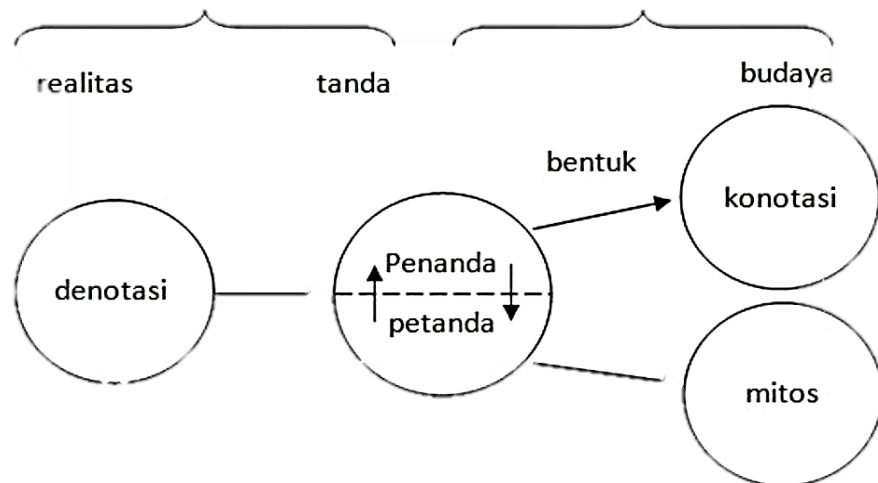 realitas tanda budaya
bentuk
konotasi
Penanda
denotasi
petanda
mitos